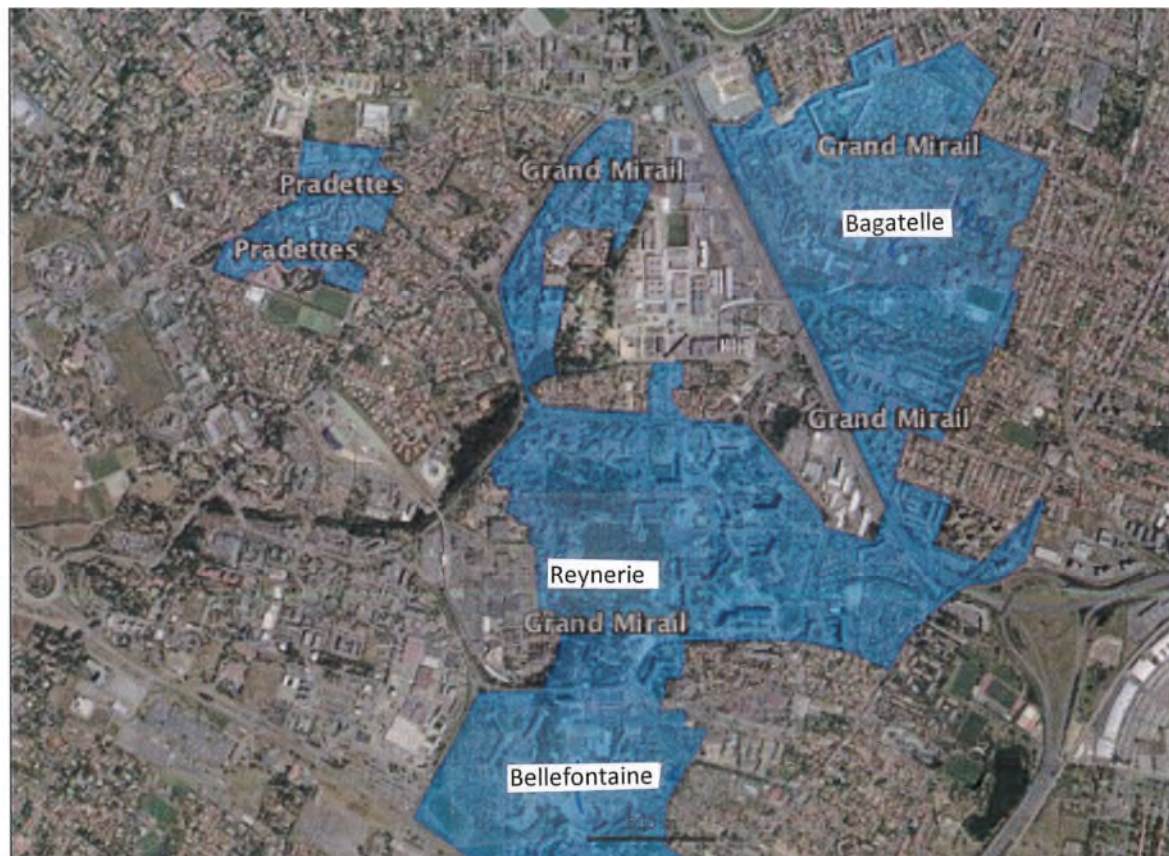 Grand Mirail
Grand Mirail
Pradettes
Bagatelle
Pradettes
Grand Mirail
Reynerie
Grand Mirail
Bellefontaine